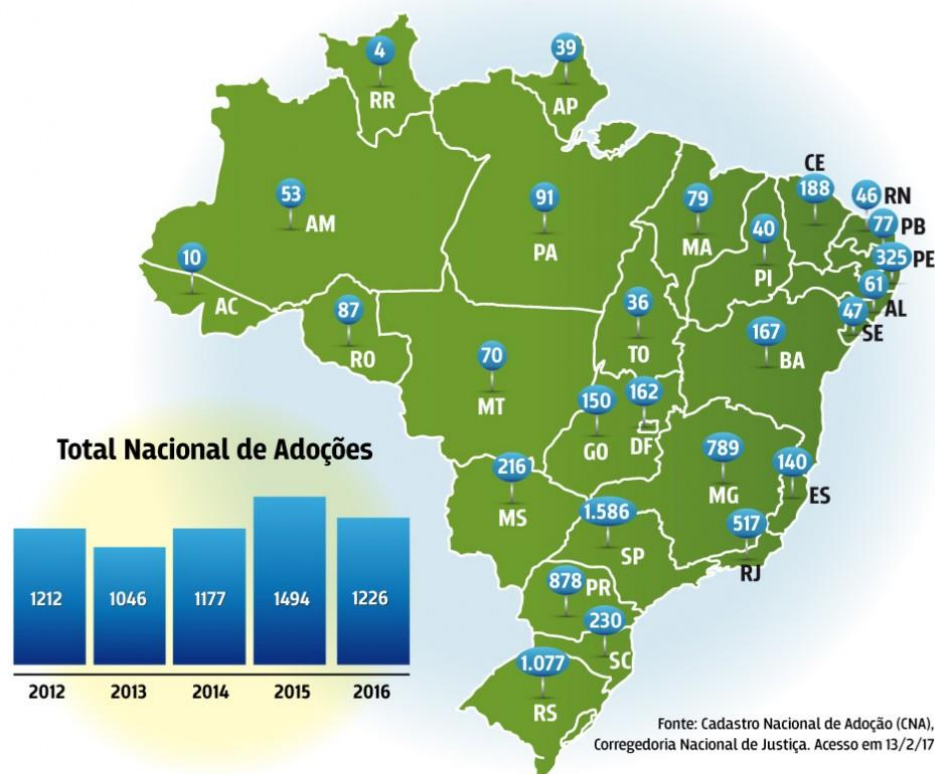 4
RR
39
AP
53
AM
91
PA
79
MA
40
PI
CE
188
46 RN
77 PB
325 PE
61
AL
47
SE
10
AC
87
RO
70
MT
36
TO
167
BA
150
GO
162
DF
789
MG
140
ES
216
MS
1.586
SP
517
RJ
878 PR
230
SC
1.077
RS
Total Nacional de Adoções
1212 1046 1177 1494 1226
2012 2013 2014 2015 2016
Fonte: Cadastro Nacional de Adoção (CNA),
Corregedoria Nacional de Justiça. Acesso em 13/2/17